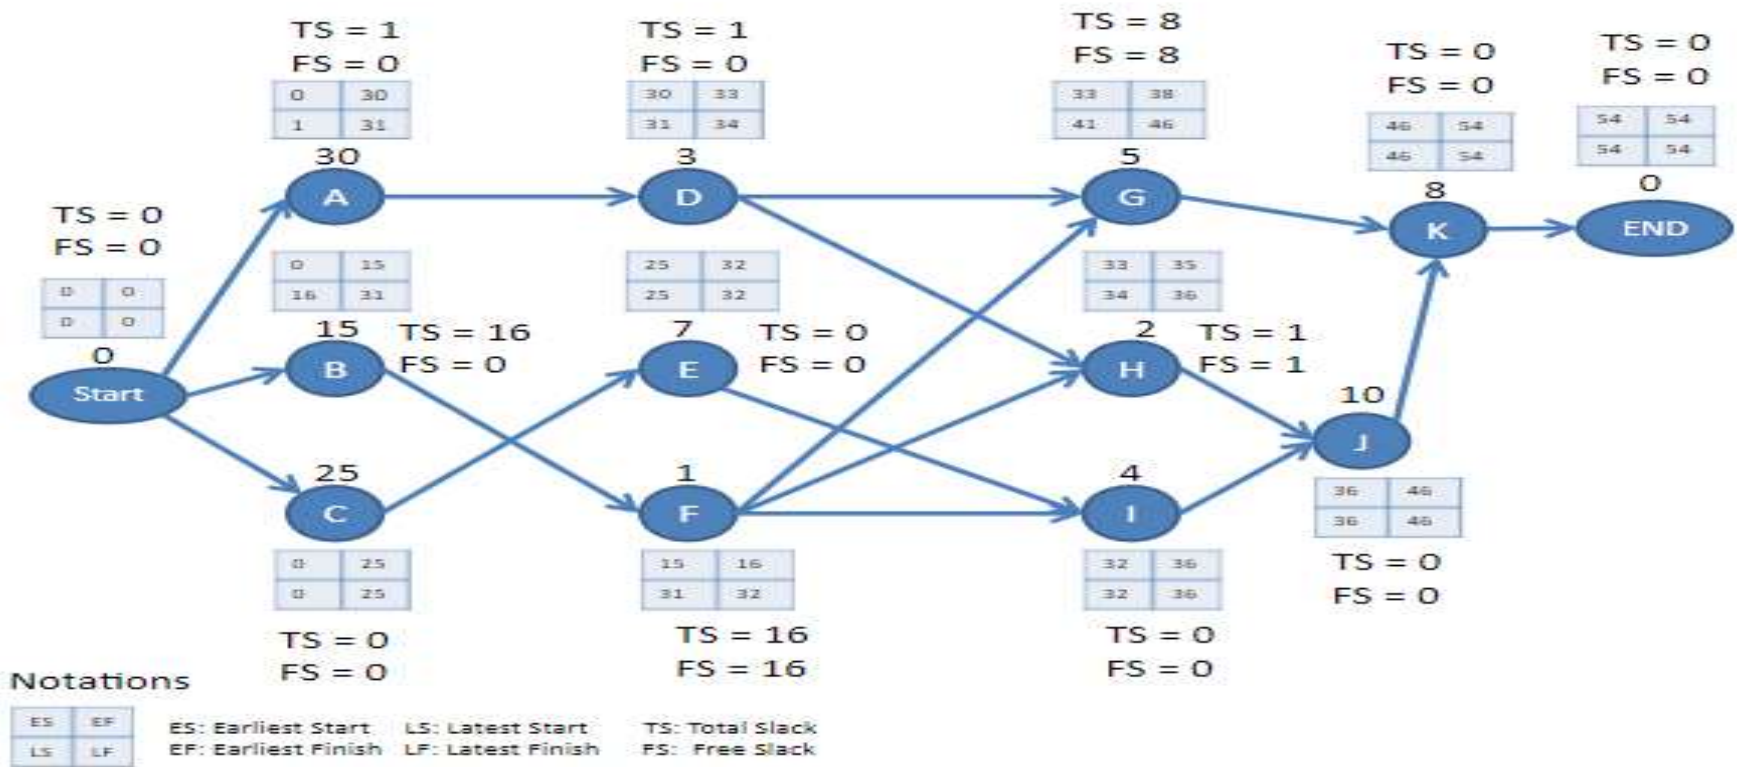 TS = 1
FS = 0
0 30
1 31
30
A
TS = 1
FS = 0
30 33
31 34
3
D
TS = 8
FS = 8
33 38
41 46
5
G
TS = 0
FS = 0
46 54
46 54
8
K
TS = 0
FS = 0
54 54
54 54
0
END
TS = 0
FS = 0
0 0
0 0
0
Start
0 15
16 31
15
B
TS = 16
FS = 0
25 32
25 32
7
E
TS = 0
FS = 0
33 35
34 36
2
H
TS = 1
FS = 1
10
J
36 46
36 46
TS = 0
FS = 0
25
C
0 25
0 25
TS = 0
FS = 0
1
F
15 16
31 32
TS = 16
FS = 16
4
I
32 36
32 36
TS = 0
FS = 0
Notations
ES EF
LS LF
ES: Earliest Start LS: Latest Start TS: Total Slack
EF: Earliest Finish LF: Latest Finish FS: Free Slack